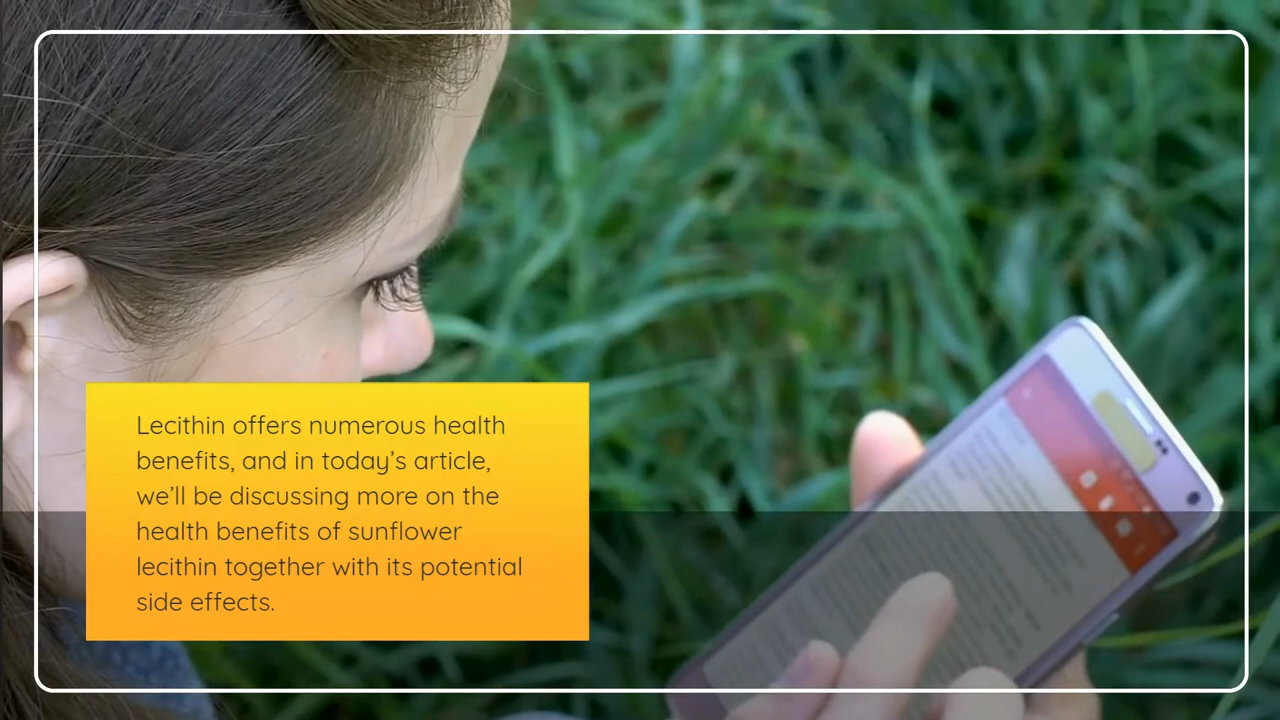 Lecithin offers numerous health
benefits, and in today's article,
we'll be discussing more on the
health benefits of sunflower
lecithin together with its potential
side effects.